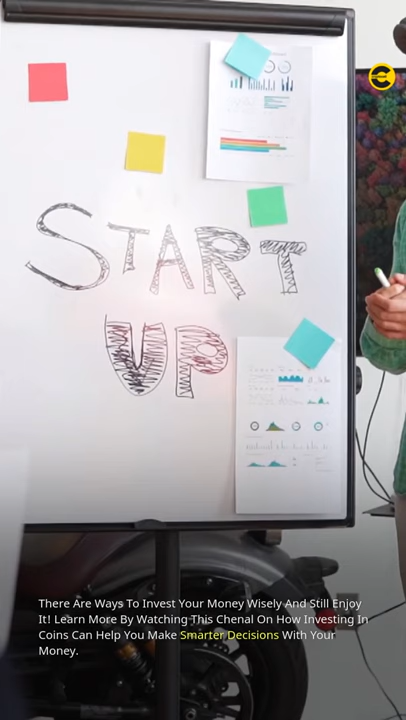 START
UP
There Are Ways To Invest Your Money Wisely And Still Enjoy
It! Learn More By Watching This Chenal On How Investing In
Coins Can Help You Make Smarter Decisions With Your
Money.